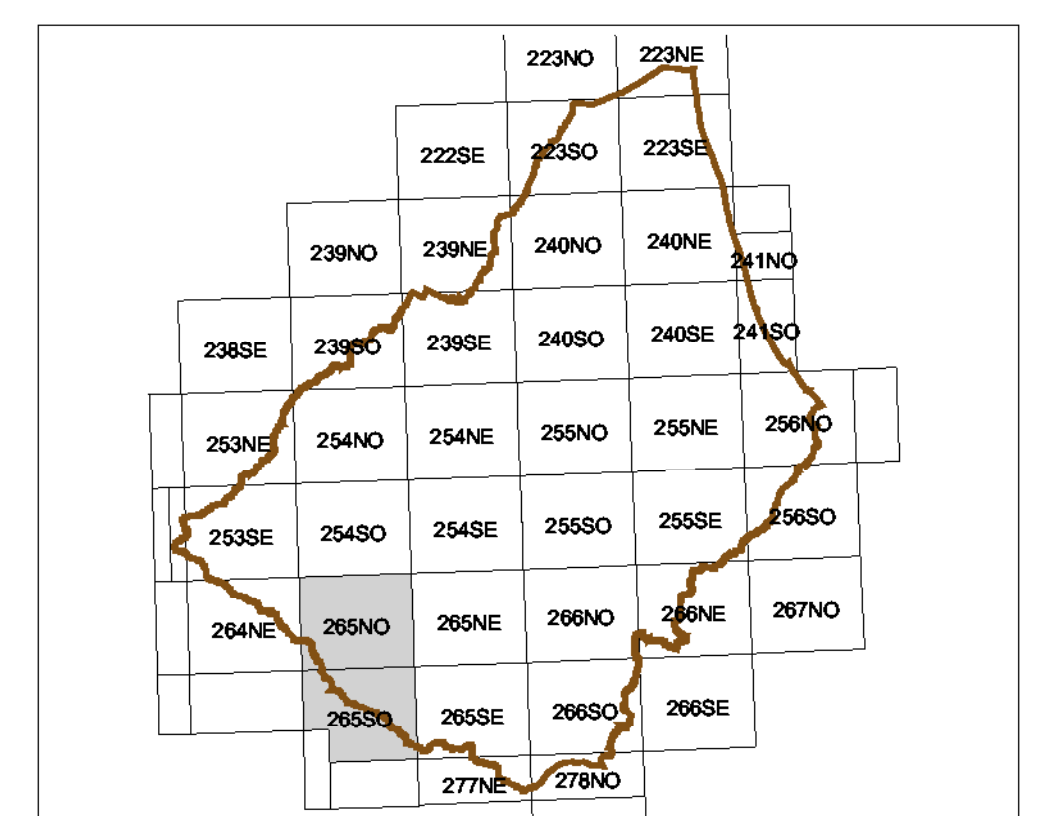 223NO 223NE
222SE 223SO 223SE
239NO 239NE 240NO 240NE 241NO
238SE 239SO 239SE 240SO 240SE 241SO
253NE 254NO 254NE 255NO 255NE 256NO
253SE 254SO 254SE 255SO 255SE 256SO
264NE 265NO 265NE 266NO 266NE 267NO
265SO 265SE 266SO 266SE
277NE 278NO